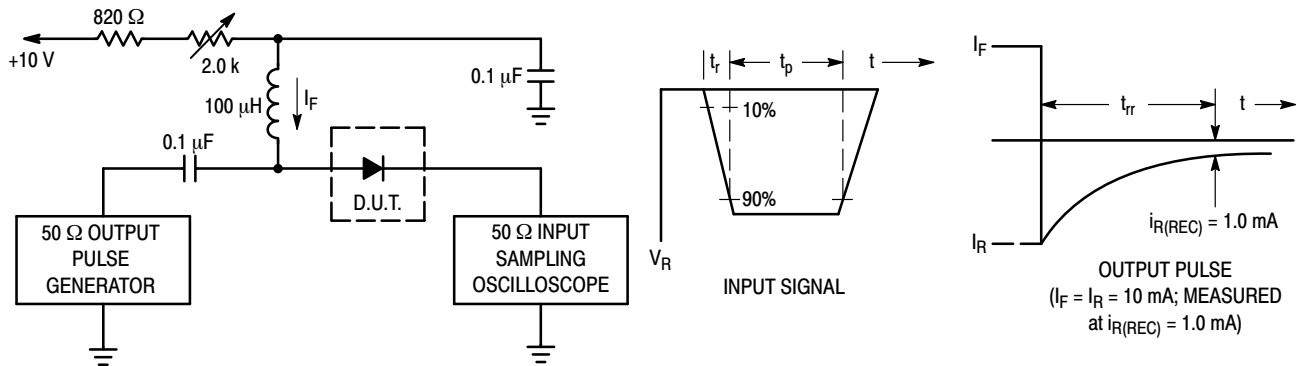 820 Ω
+10 V
2.0 k
0.1 μF
100 μH
I_F
0.1 μF
D.U.T.
50 Ω OUTPUT
PULSE
GENERATOR
50 Ω INPUT
SAMPLING
OSCILLOSCOPE
t_r
t_p
t
10%
90%
V_R
INPUT SIGNAL
I_F
t_rr
t
I_R
i_R(REC) = 1.0 mA
OUTPUT PULSE
(I_F = I_R = 10 mA; MEASURED
at i_R(REC) = 1.0 mA)